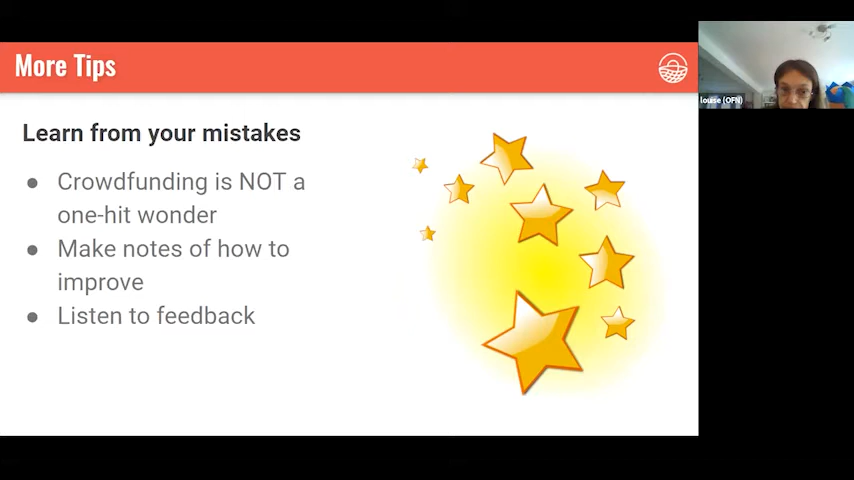 More Tips
louise (OFN)
Learn from your mistakes
● Crowdfunding is NOT a
one-hit wonder
● Make notes of how to
improve
● Listen to feedback